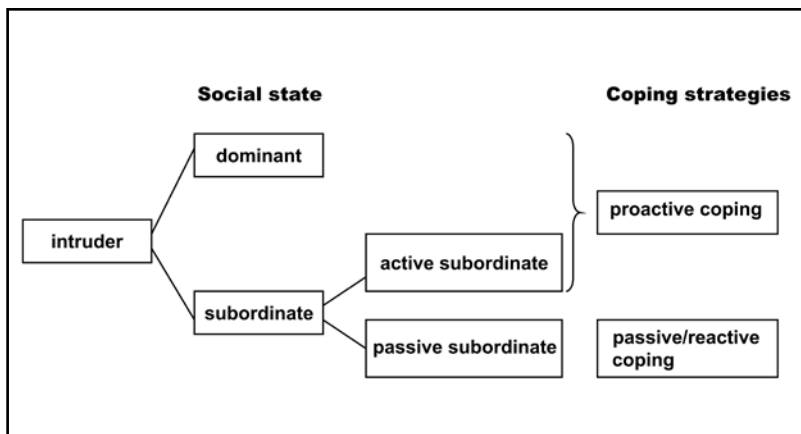 Social state
Coping strategies
dominant
proactive coping
intruder
active subordinate
subordinate
passive subordinate
passive/reactive
coping